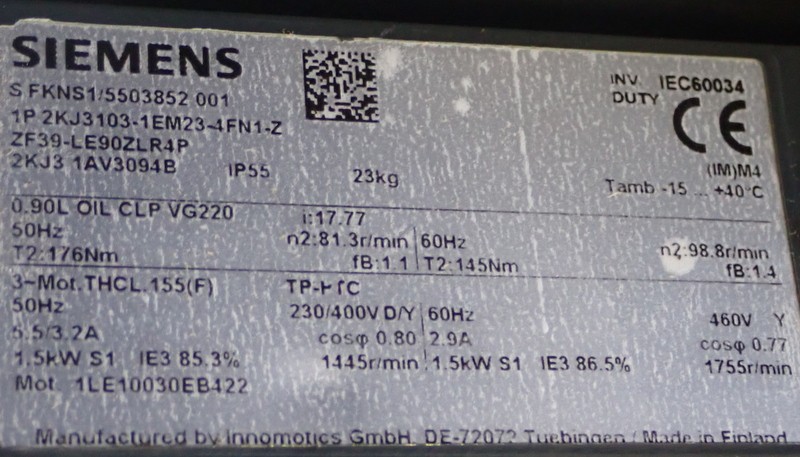 SIEMENS
S FKNS1/5503852 001
1P 2KJ3103-1EM23-4FN1-Z
ZF39-LE90ZLR4P
2KJ3 1AV3094B IP55 23kg
INV. IEC60034
DUTY CE
(IM)M4
Tamb -15 ... +40°C
0.90L OIL CLP VG220 i:17.77
50Hz n2:81.3r/min 60Hz n2:98.8r/min
T2:176Nm fB:1.1 T2:145Nm fB:1.4
3~Mot.THCL.155(F) TP-PTC
50Hz 230/400V D/Y 60Hz 460V Y
5.5/3.2A cosφ 0.80 2.9A cosφ 0.77
1.5kW S1 IE3 85.3% 1445r/min 1.5kW S1 IE3 86.5% 1755r/min
Mot. 1LE10030EB422
Manufactured by Innomotics GmbH, DE-72072 Tuebingen / Made in Finland